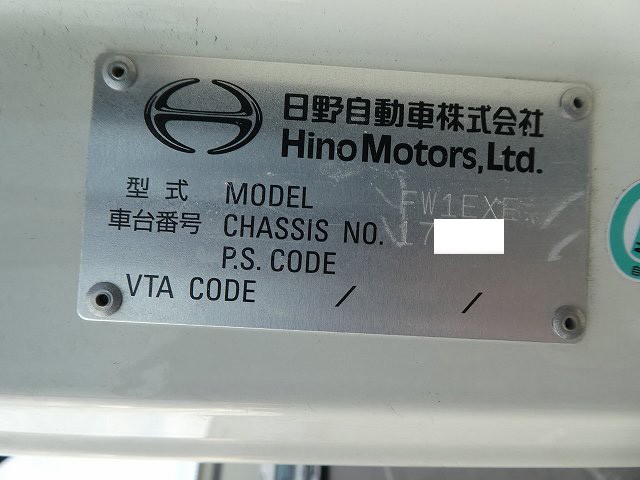 日野自動車株式会社
Hino Motors, Ltd.
型式 MODEL FW1EXE
車台番号 CHASSIS NO. 17
P.S. CODE
VTA CODE / /